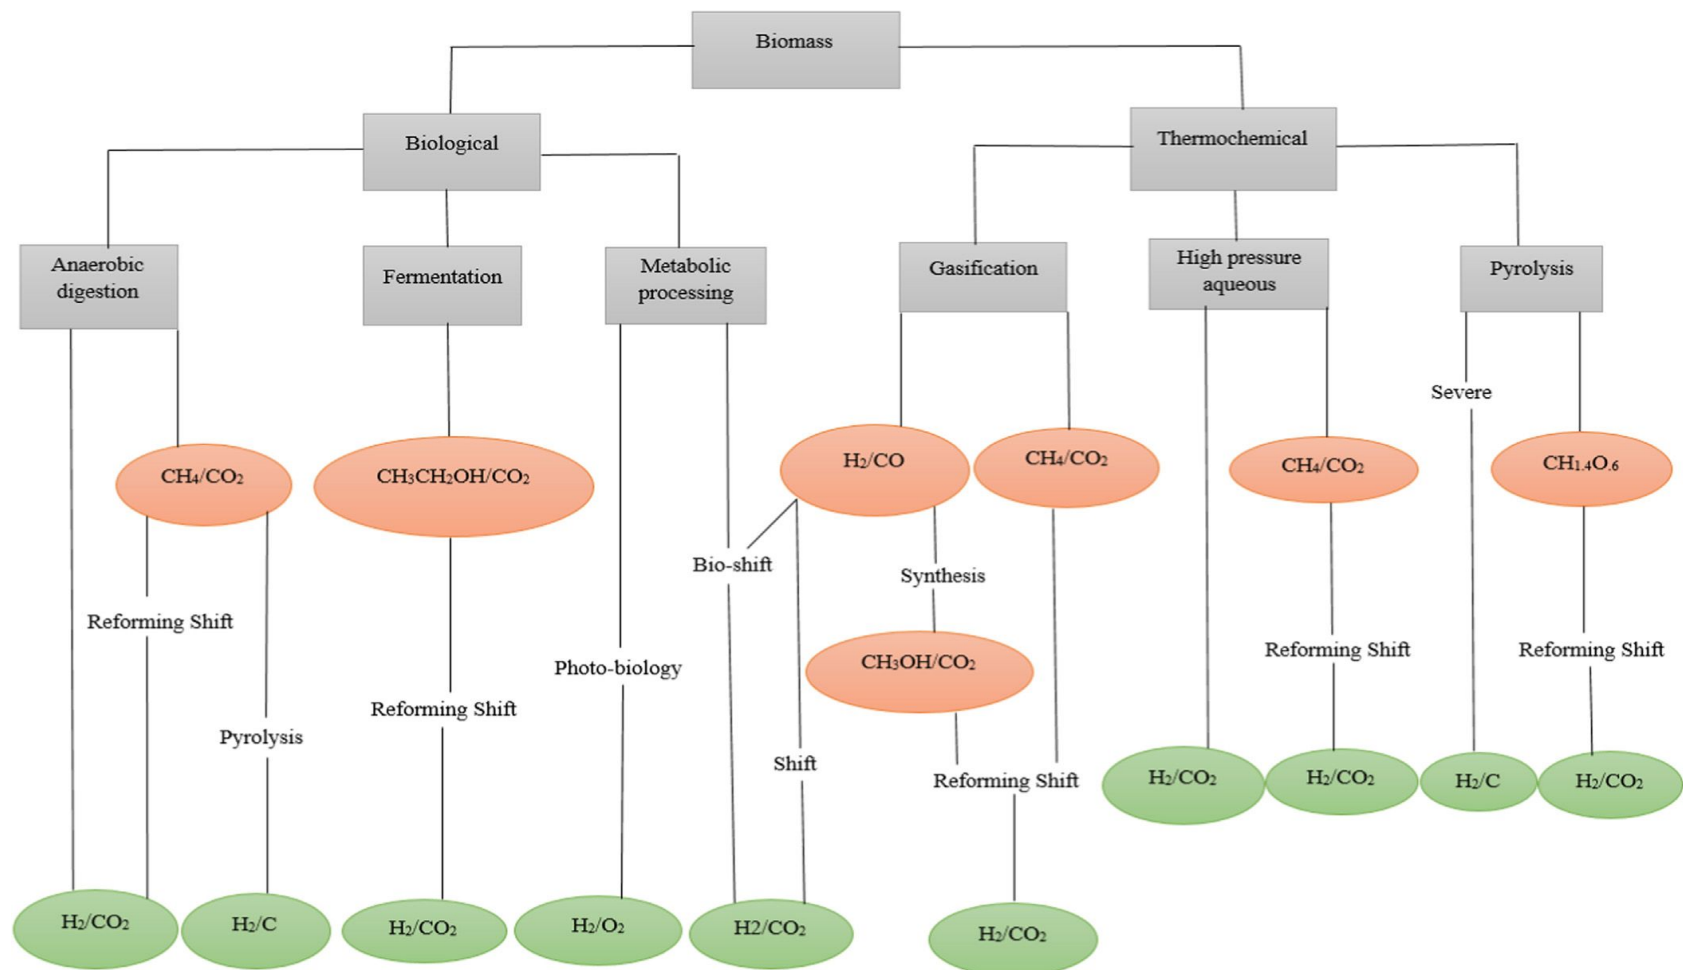 Biomass
Biological
Thermochemical
Anaerobic
digestion
Fermentation
Metabolic
processing
Gasification
High pressure
aqueous
Pyrolysis
Severe
CH₄/CO₂
CH₃CH₂OH/CO₂
H₂/CO
CH₄/CO₂
CH₄/CO₂
CH₁.₄O.₆
Bio-shift
Synthesis
Reforming Shift
Photo-biology
CH₃OH/CO₂
Reforming Shift
Reforming Shift
Reforming Shift
Pyrolysis
Shift
Reforming Shift
H₂/CO₂
H₂/CO₂
H₂/C
H₂/CO₂
H₂/CO₂
H₂/C
H₂/CO₂
H₂/O₂
H2/CO₂
H₂/CO₂